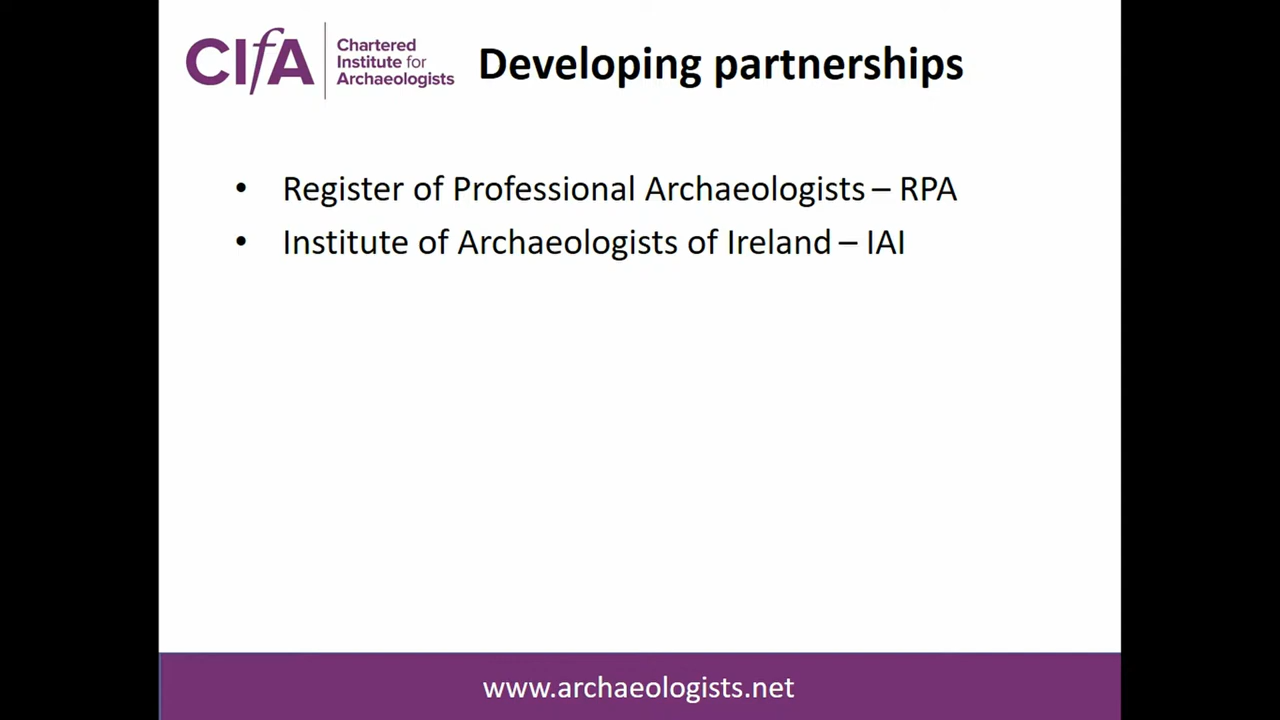 CIfA
Chartered
Institute for
Archaeologists
Developing partnerships
• Register of Professional Archaeologists – RPA
• Institute of Archaeologists of Ireland – IAI
www.archaeologists.net